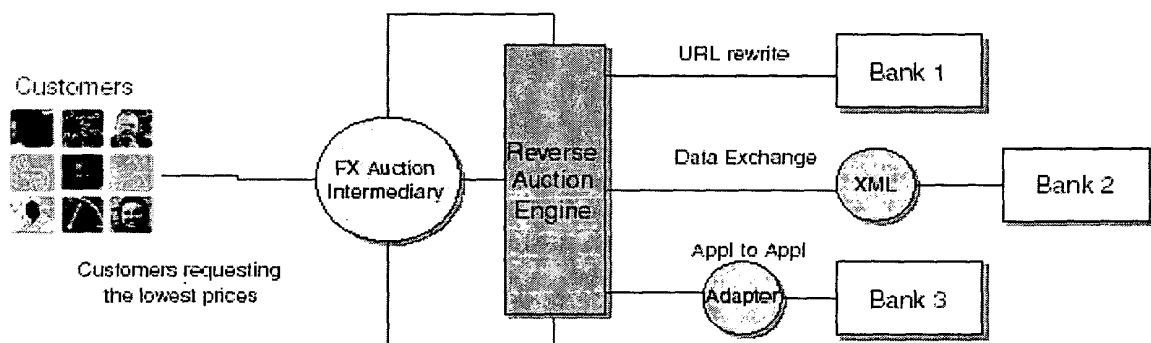 Customers
Customers requesting
the lowest prices
FX Auction
Intermediary
Reverse
Auction
Engine
URL rewrite
Bank 1
Data Exchange
XML
Bank 2
Appl to Appl
Adapter
Bank 3